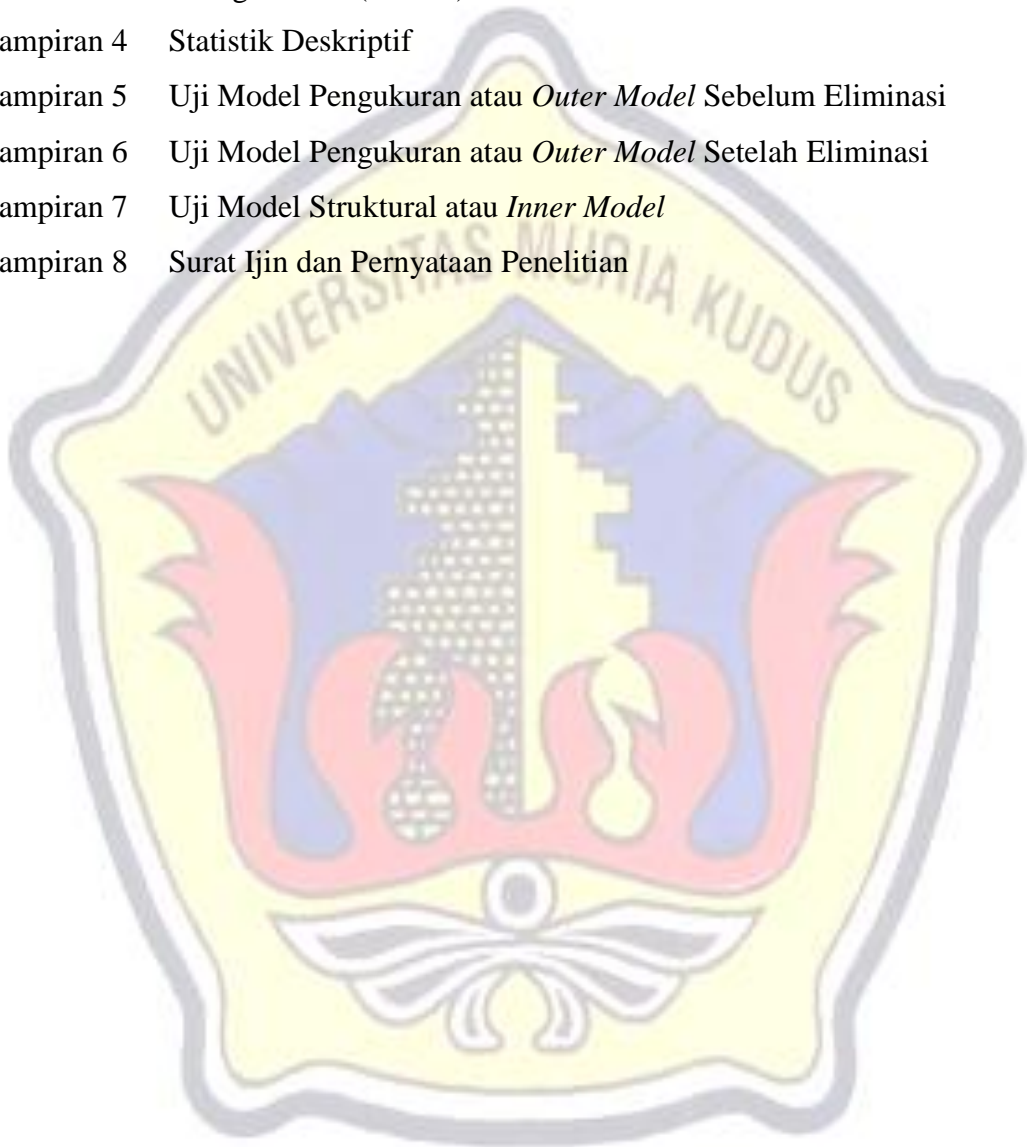 ampiran 4 Statistik Deskriptif
ampiran 5 Uji Model Pengukuran atau Outer Model Sebelum Eliminasi
ampiran 6 Uji Model Pengukuran atau Outer Model Setelah Eliminasi
ampiran 7 Uji Model Struktural atau Inner Model
ampiran 8 Surat Ijin dan Pernyataan Penelitian
UNIVERSITAS MURIA KUDUS